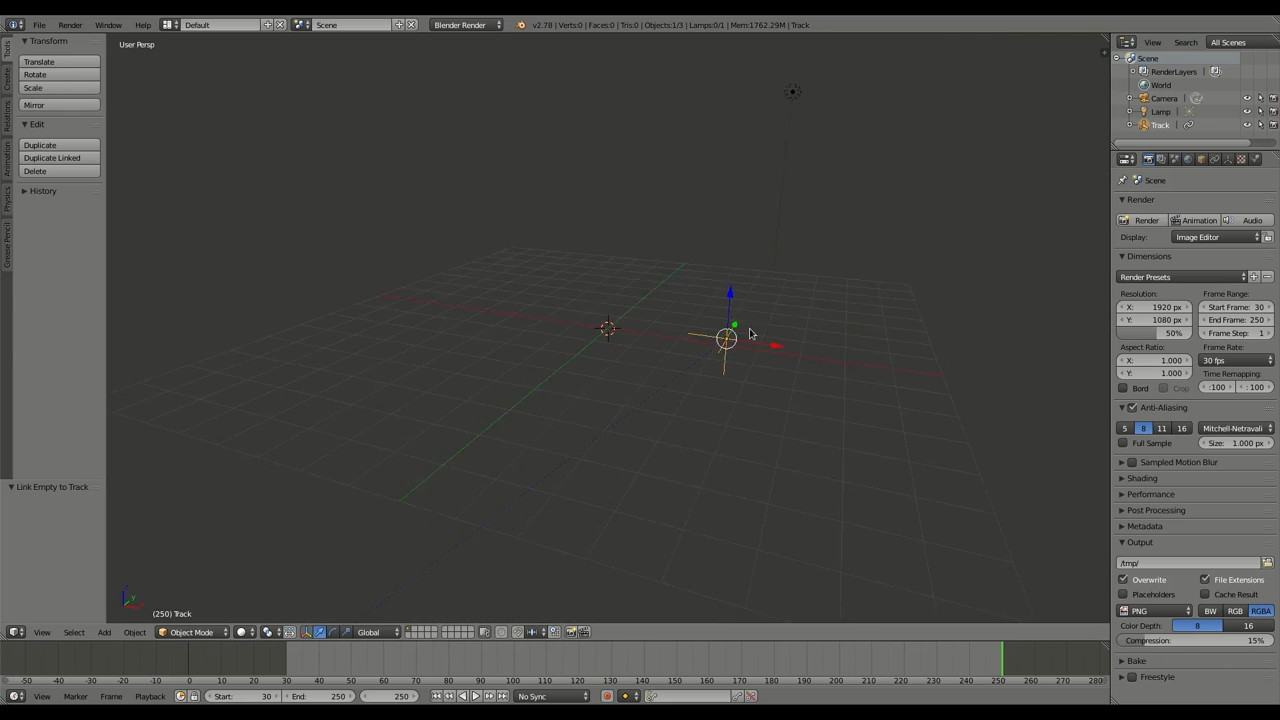 File Render Window Help Default Scene Blender Render v2.78 | Verts:0 | Faces:0 | Tris:0 | Objects:1/3 | Lamps:0/1 | Mem:1762.29M | Track
Transform
Translate
Rotate
Scale
Mirror
Edit
Duplicate
Duplicate Linked
Delete
History
Link Empty to Track
Tools
Create
Relations
Animation
Physics
Grease Pencil
User Persp
(250) Track
View Select Add Object Object Mode Global
-50 -40 -30 -20 -10 0 10 20 30 40 50 60 70 80 90 100 110 120 130 140 150 160 170 180 190 200 210 220 230 240 250 260 270 280
View Marker Frame Playback Start: 30 End: 250 250 No Sync
View Search All Scenes
Scene
RenderLayers
World
Camera
Lamp
Track
Scene
Render
Render Animation Audio
Display: Image Editor
Dimensions
Render Presets
Resolution: Frame Range:
X: 1920 px Start Frame: 30
Y: 1080 px End Frame: 250
50% Frame Step: 1
Aspect Ratio: Frame Rate:
X: 1.000 30 fps
Y: 1.000 Time Remapping:
Bord Crop :100 : 100
Anti-Aliasing
5 8 11 16 Mitchell-Netravali
Full Sample Size: 1.000 px
Sampled Motion Blur
Shading
Performance
Post Processing
Metadata
Output
/tmp/
Overwrite File Extensions
Placeholders Cache Result
PNG BW RGB RGBA
Color Depth: 8 16
Compression: 15%
Bake
Freestyle